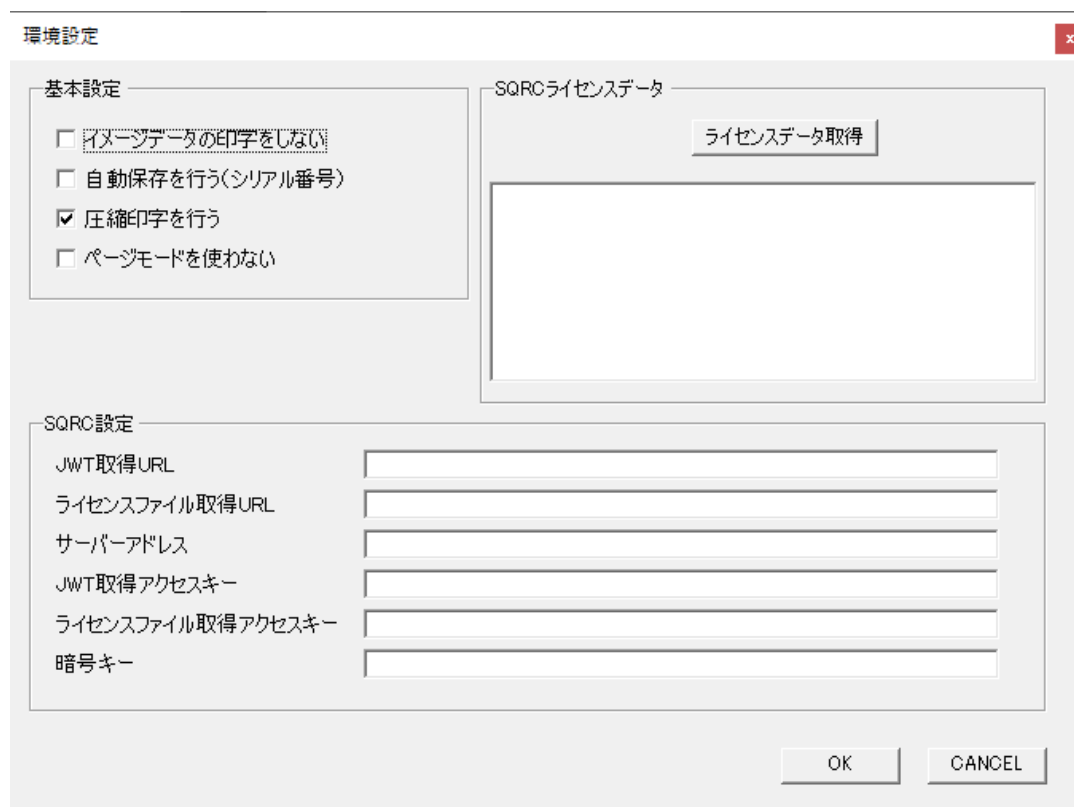 環境設定
x
基本設定
イメージデータの印字をしない
自動保存を行う(シリアル番号)
圧縮印字を行う
ページモードを使わない
SQRCライセンスデータ
ライセンスデータ取得
SQRC設定
JWT取得URL
ライセンスファイル取得URL
サーバーアドレス
JWT取得アクセスキー
ライセンスファイル取得アクセスキー
暗号キー
OK
CANCEL